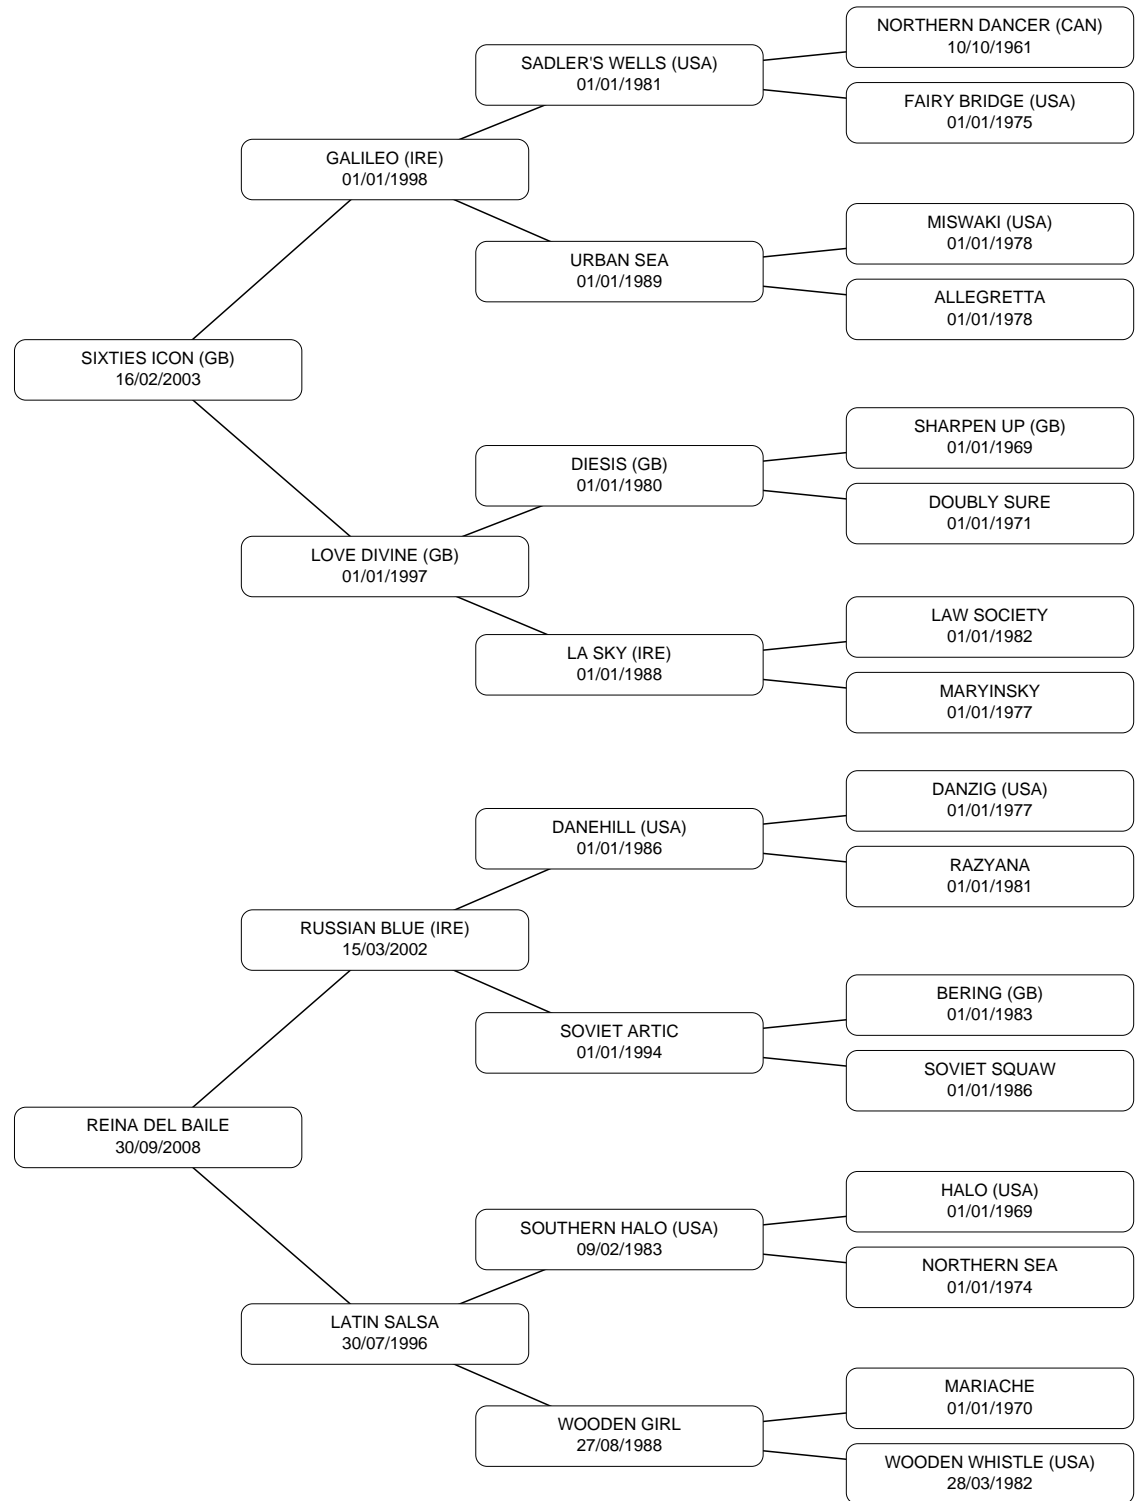 NORTHERN DANCER (CAN)
10/10/1961
SADLER'S WELLS (USA)
01/01/1981
FAIRY BRIDGE (USA)
01/01/1975
GALILEO (IRE)
01/01/1998
MISWAKI (USA)
01/01/1978
URBAN SEA
01/01/1989
ALLEGRETTA
01/01/1978
SIXTIES ICON (GB)
16/02/2003
SHARPEN UP (GB)
01/01/1969
DIESIS (GB)
01/01/1980
DOUBLY SURE
01/01/1971
LOVE DIVINE (GB)
01/01/1997
LAW SOCIETY
01/01/1982
LA SKY (IRE)
01/01/1988
MARYINSKY
01/01/1977
DANZIG (USA)
01/01/1977
DANEHILL (USA)
01/01/1986
RAZYANA
01/01/1981
RUSSIAN BLUE (IRE)
15/03/2002
BERING (GB)
01/01/1983
SOVIET ARTIC
01/01/1994
SOVIET SQUAW
01/01/1986
REINA DEL BAILE
30/09/2008
HALO (USA)
01/01/1969
SOUTHERN HALO (USA)
09/02/1983
NORTHERN SEA
01/01/1974
LATIN SALSA
30/07/1996
MARIACHE
01/01/1970
WOODEN GIRL
27/08/1988
WOODEN WHISTLE (USA)
28/03/1982